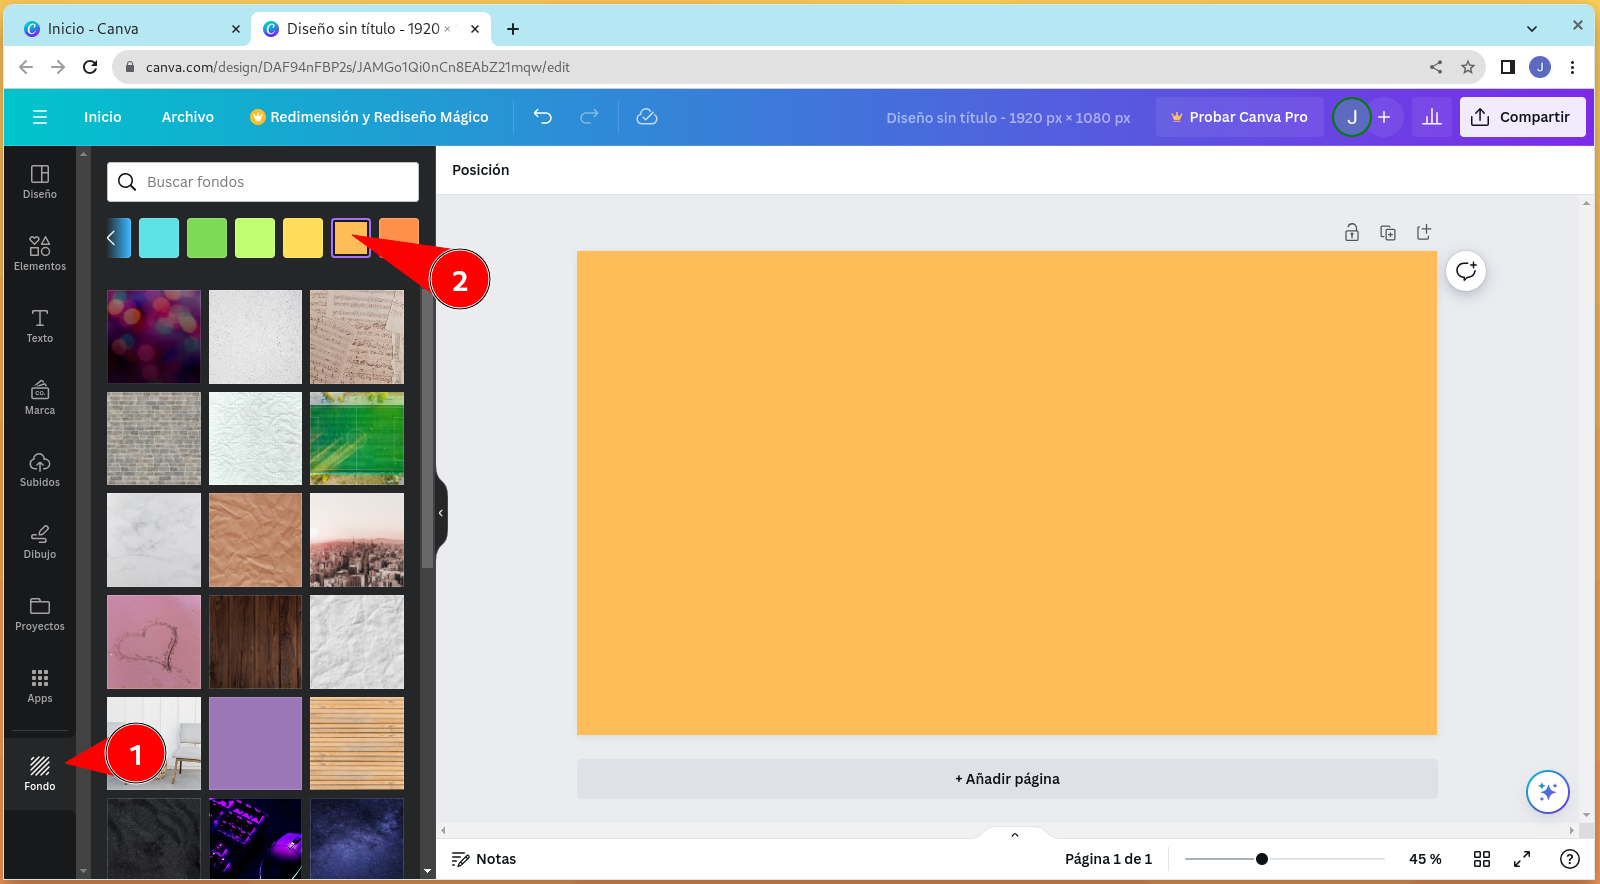 Inicio - Canva
Diseño sin título - 1920 ×
canva.com/design/DAF94nFBP2s/JAMGo1Qi0nCn8EAbZ21mqw/edit
J
Inicio
Archivo
Redimensión y Rediseño Mágico
Diseño sin título - 1920 px × 1080 px
Probar Canva Pro
J
Compartir
Diseño
Elementos
Texto
CO.
Marca
Subidos
Dibujo
Proyectos
Apps
Fondo
Buscar fondos
2
1
Posición
+ Añadir página
Notas
Página 1 de 1
45 %